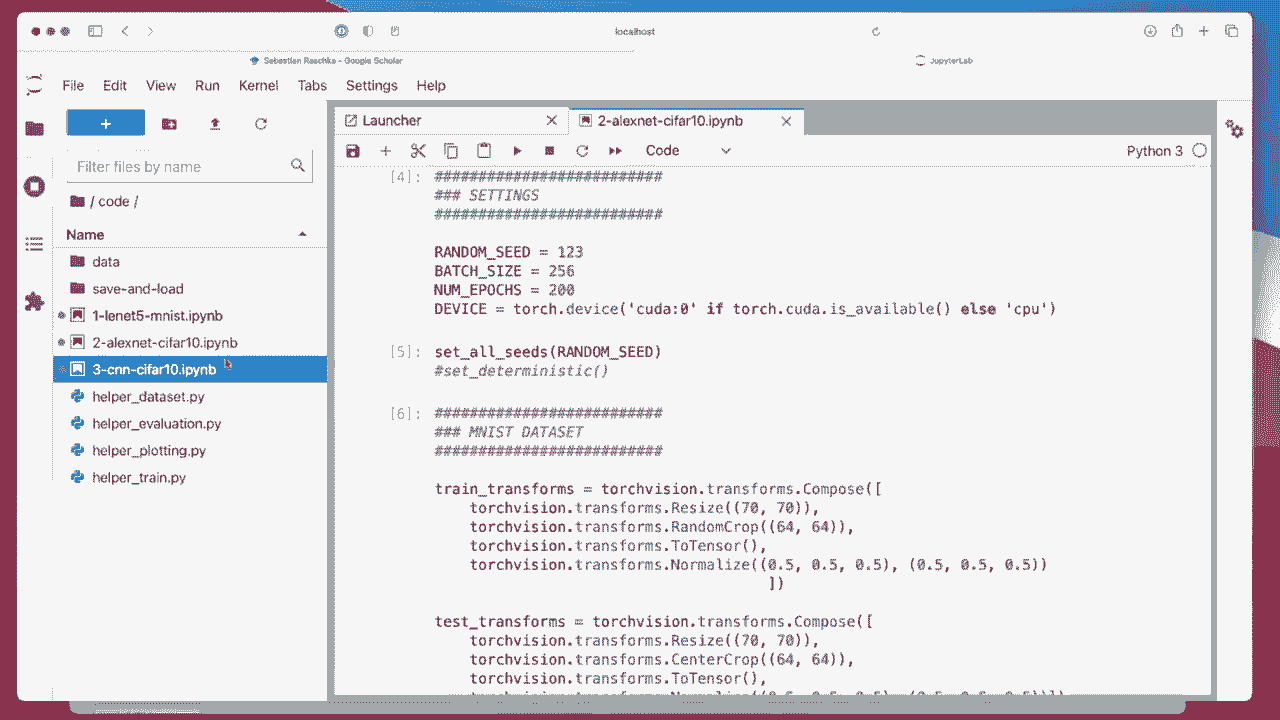 localhost
Sebastian Raschka - Google Scholar
JupyterLab
File Edit View Run Kernel Tabs Settings Help
+
Filter files by name
/ code /
Name
data
save-and-load
1-lenet5-mnist.ipynb
2-alexnet-cifar10.ipynb
3-cnn-cifar10.ipynb
helper_dataset.py
helper_evaluation.py
helper_plotting.py
helper_train.py
Launcher
2-alexnet-cifar10.ipynb
Code
Python 3
[4]: ##########################
### SETTINGS
##########################
RANDOM_SEED = 123
BATCH_SIZE = 256
NUM_EPOCHS = 200
DEVICE = torch.device('cuda:0' if torch.cuda.is_available() else 'cpu')
[5]: set_all_seeds(RANDOM_SEED)
#set_deterministic()
[6]: ##########################
### MNIST DATASET
##########################
train_transforms = torchvision.transforms.Compose([
torchvision.transforms.Resize((70, 70)),
torchvision.transforms.RandomCrop((64, 64)),
torchvision.transforms.ToTensor(),
torchvision.transforms.Normalize((0.5, 0.5, 0.5), (0.5, 0.5, 0.5))
])
test_transforms = torchvision.transforms.Compose([
torchvision.transforms.Resize((70, 70)),
torchvision.transforms.CenterCrop((64, 64)),
torchvision.transforms.ToTensor(),